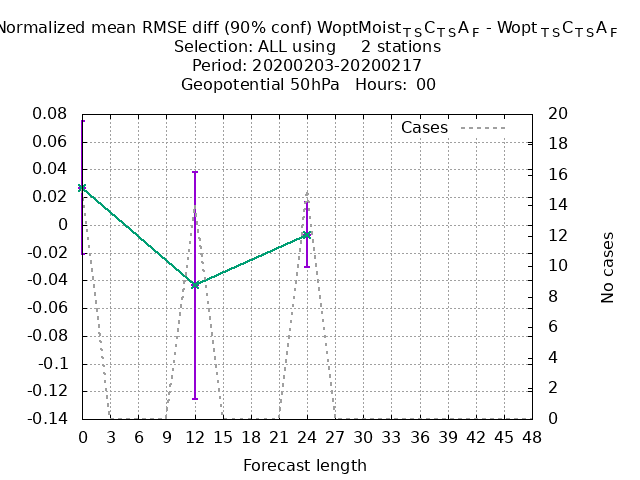 Normalized mean RMSE diff (90% conf) WoptMoist_TSC_TSA_F - Wopt_TSC_TSA_F
Selection: ALL using 2 stations
Period: 20200203-20200217
Geopotential 50hPa Hours: 00
Cases
0.08
0.06
0.04
0.02
0
-0.02
-0.04
-0.06
-0.08
-0.1
-0.12
-0.14
20
18
16
14
12
10
8
6
4
2
0
No cases
0 3 6 9 12 15 18 21 24 27 30 33 36 39 42 45 48
Forecast length